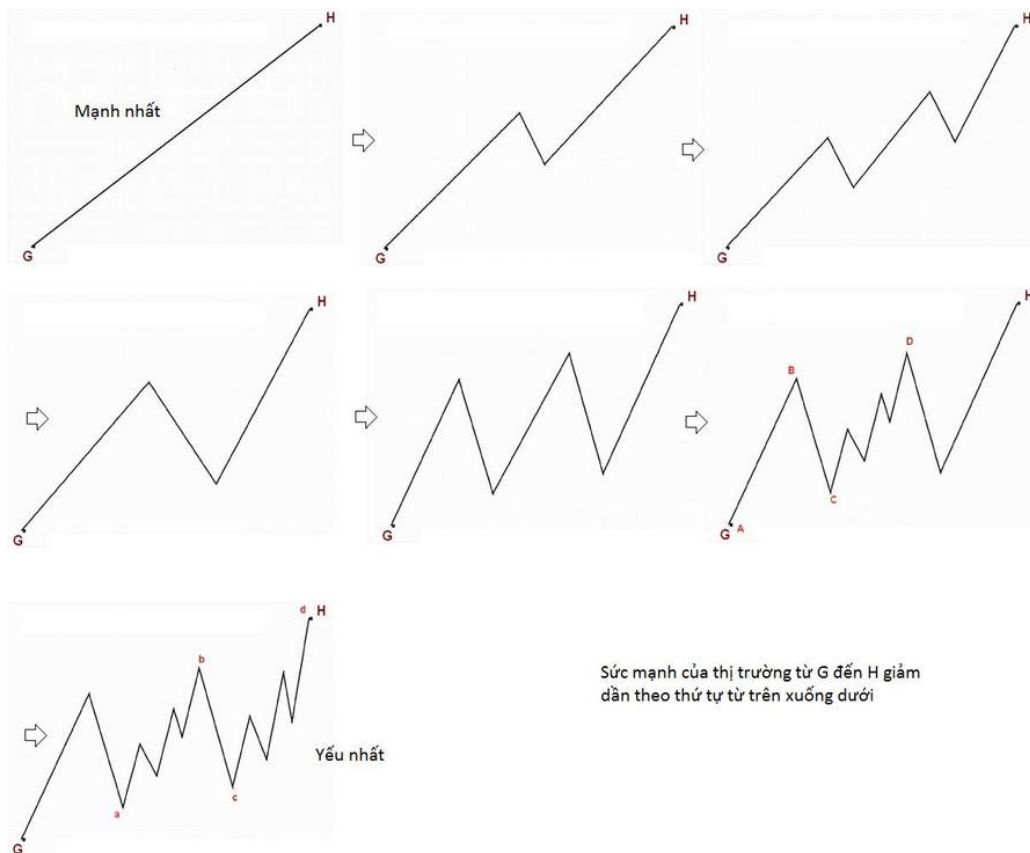 H
Mạnh nhất
G
H
G
H
G
H
G
H
G
H
D
B
C
G A
d H
b
a
c
G
Yếu nhất
Sức mạnh của thị trường từ G đến H giảm
dần theo thứ tự từ trên xuống dưới